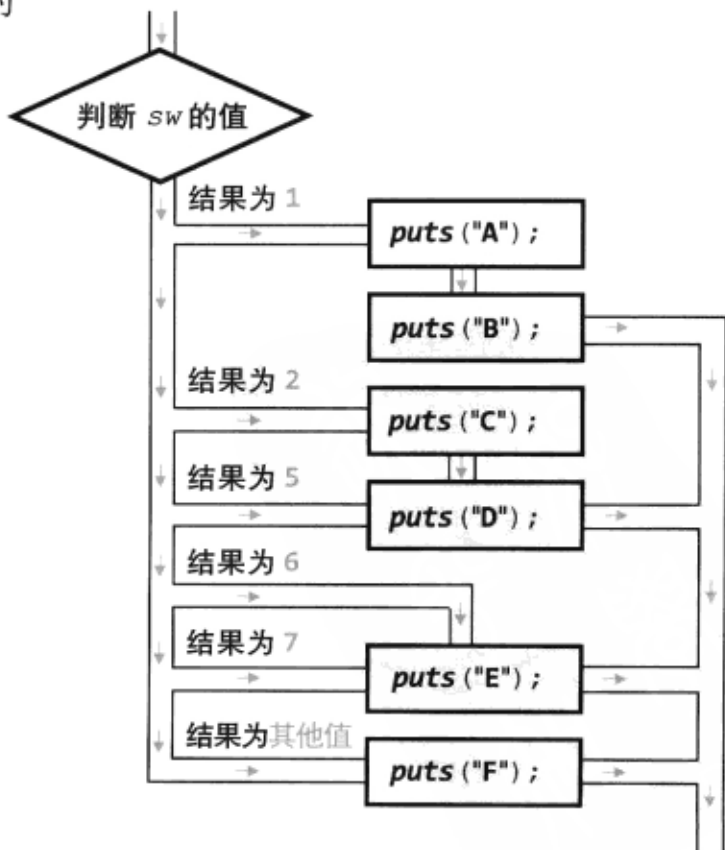 的
判断 sw 的值
结果为 1
puts("A");
puts("B");
结果为 2
puts("C");
结果为 5
puts("D");
结果为 6
结果为 7
puts("E");
结果为其他值
puts("F");